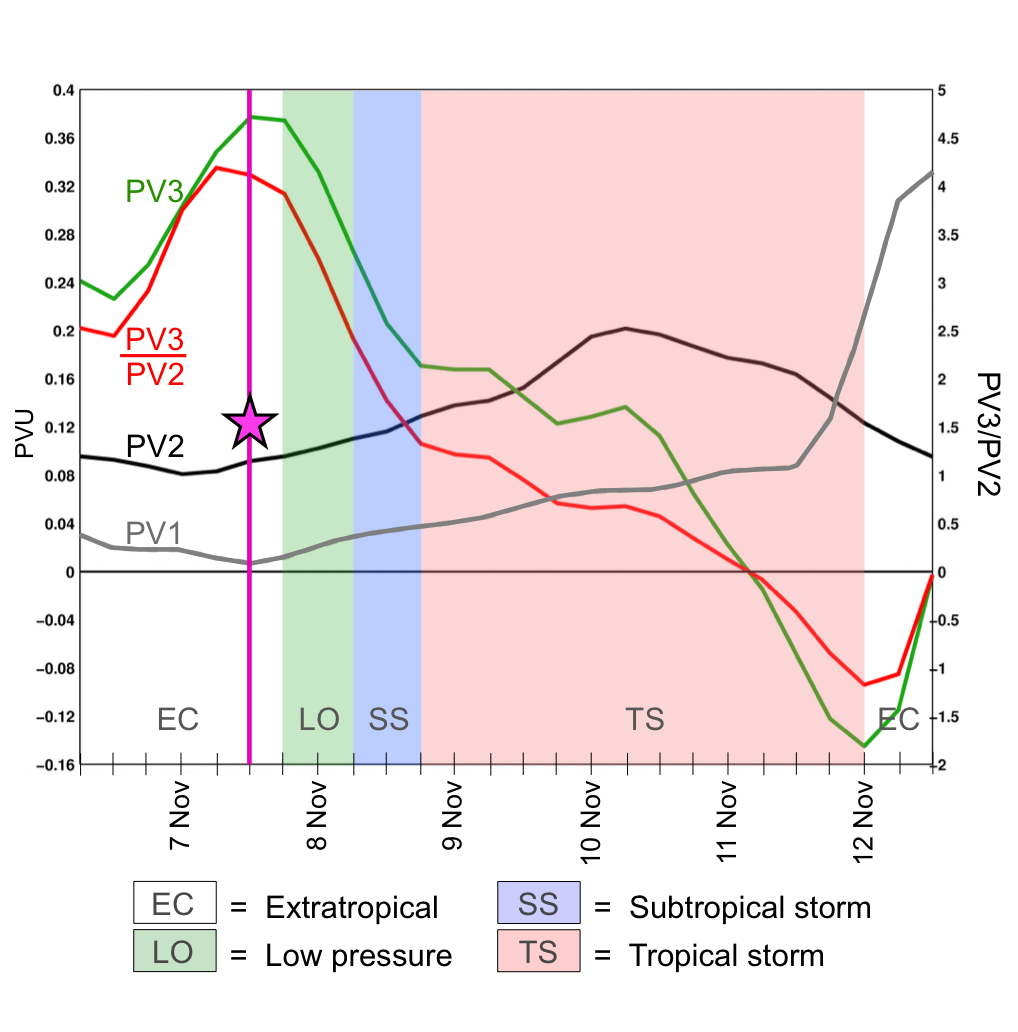 0.4
0.36
0.32
0.28
0.24
0.2
0.16
0.12
0.08
0.04
0
−0.04
−0.08
−0.12
−0.16
PVU
5
4.5
4
3.5
3
2.5
2
1.5
1
0.5
0
-0.5
-1
-1.5
-2
PV3/PV2
PV3
PV3
PV2
PV2
PV1
EC LO SS TS EC
7 Nov 8 Nov 9 Nov 10 Nov 11 Nov 12 Nov
EC = Extratropical SS = Subtropical storm
LO = Low pressure TS = Tropical storm